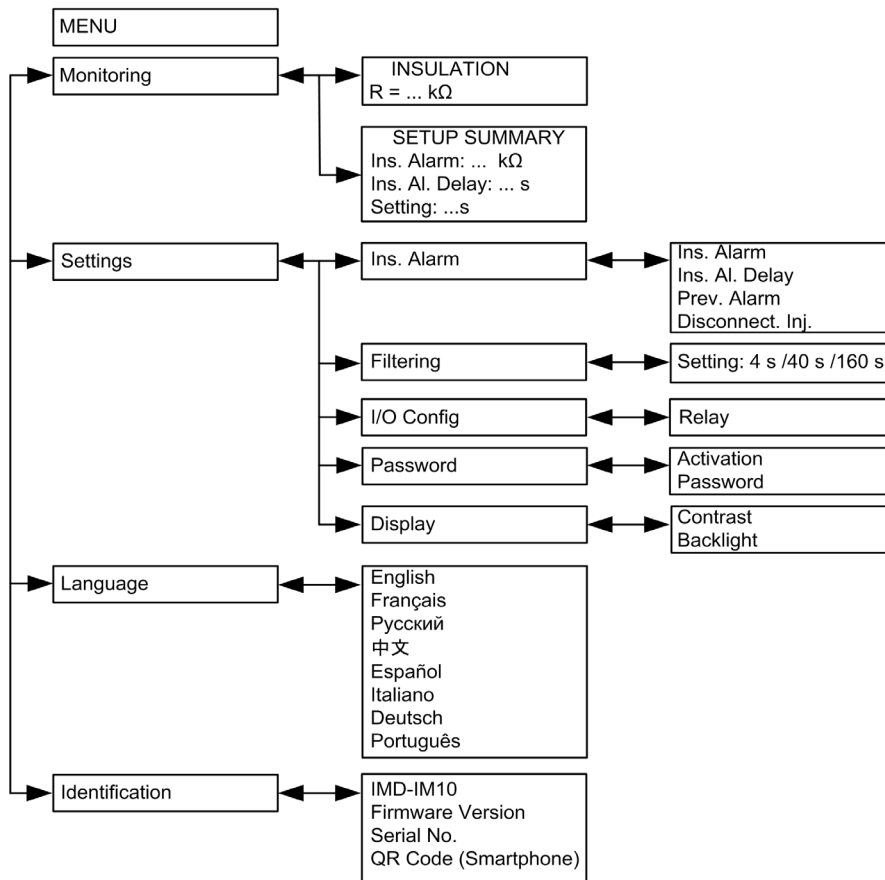 MENU
Monitoring
INSULATION
R = ... kΩ
SETUP SUMMARY
Ins. Alarm: ... kΩ
Ins. Al. Delay: ... s
Setting: ...s
Settings
Ins. Alarm
Ins. Alarm
Ins. Al. Delay
Prev. Alarm
Disconnect. Inj.
Filtering
Setting: 4 s /40 s /160 s
I/O Config
Relay
Password
Activation
Password
Display
Contrast
Backlight
Language
English
Français
Русский
中文
Español
Italiano
Deutsch
Português
Identification
IMD-IM10
Firmware Version
Serial No.
QR Code (Smartphone)